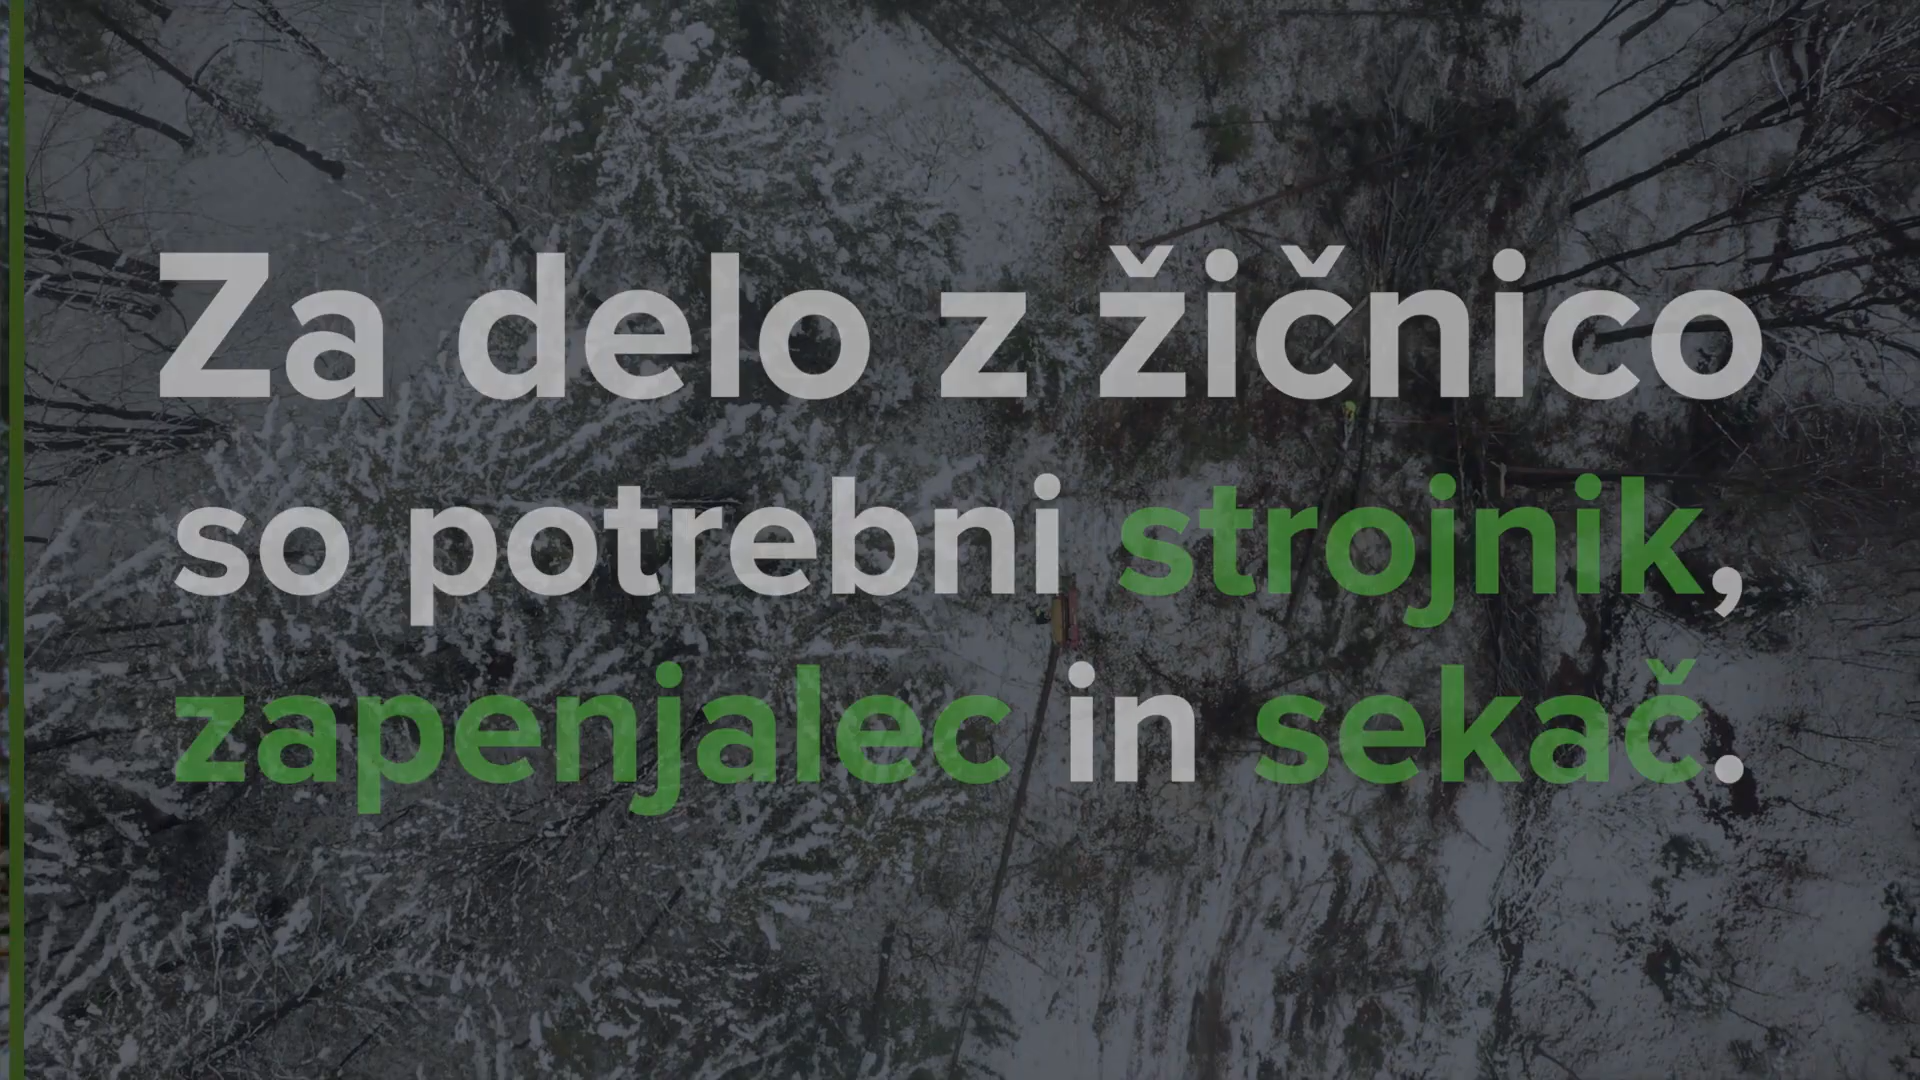 Za delo z žičnico
so potrebni strojnik,
zapenjalec in sekač.